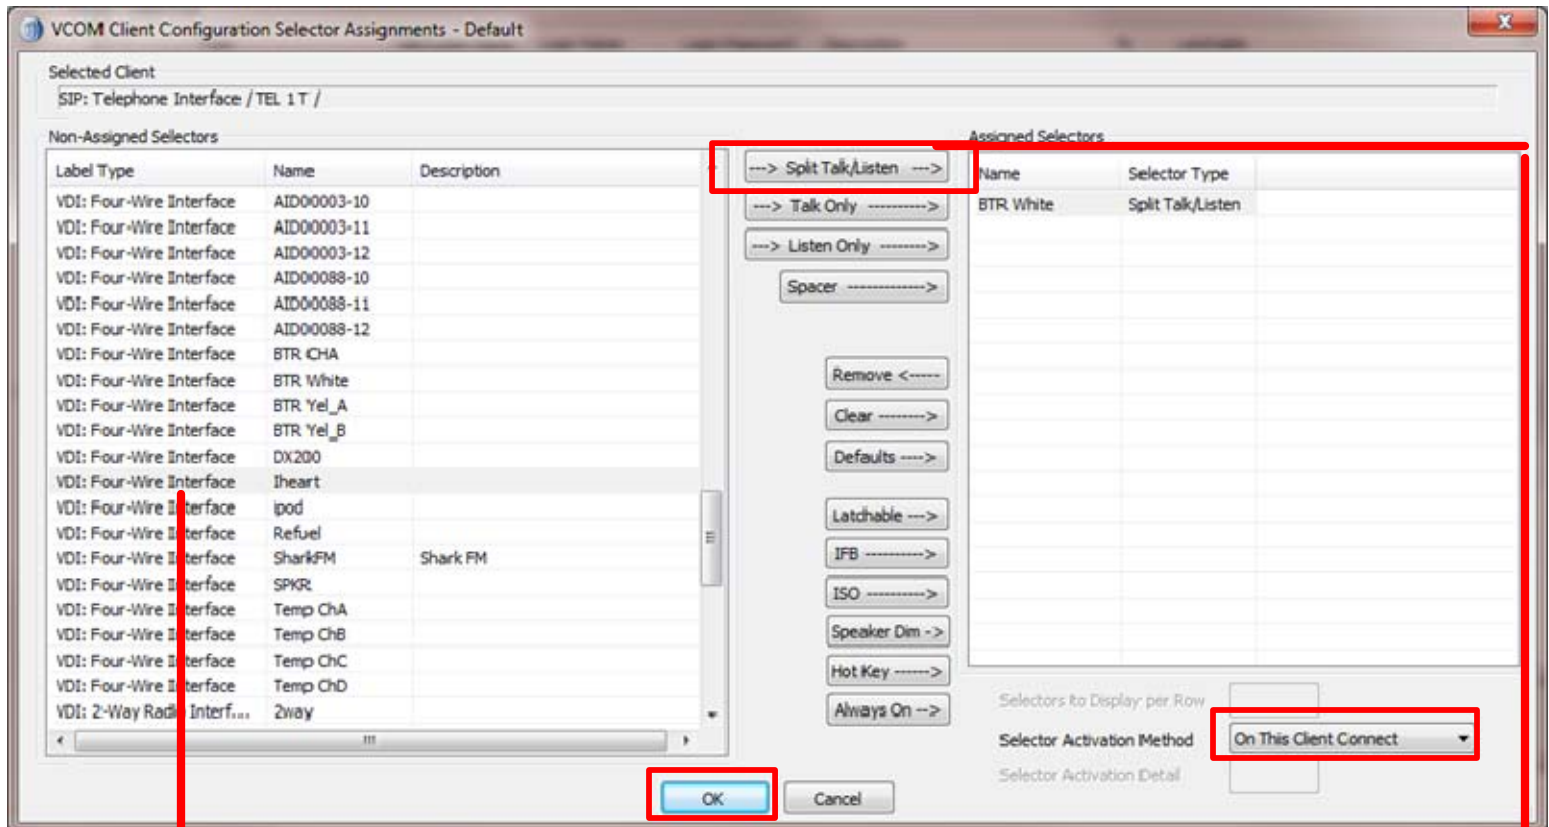 VCOM Client Configuration Selector Assignments - Default
X
Selected Client
SIP: Telephone Interface / TEL 1 T /
Non-Assigned Selectors
Label Type Name Description
VDI: Four-Wire Interface AID00003-10
VDI: Four-Wire Interface AID00003-11
VDI: Four-Wire Interface AID00003-12
VDI: Four-Wire Interface AID00088-10
VDI: Four-Wire Interface AID00088-11
VDI: Four-Wire Interface AID00088-12
VDI: Four-Wire Interface BTR CHA
VDI: Four-Wire Interface BTR White
VDI: Four-Wire Interface BTR Yel_A
VDI: Four-Wire Interface BTR Yel_B
VDI: Four-Wire Interface DX200
VDI: Four-Wire Interface Iheart
VDI: Four-Wire Interface ipod
VDI: Four-Wire Interface Refuel
VDI: Four-Wire Interface SharkFM Shark FM
VDI: Four-Wire Interface SPKR
VDI: Four-Wire Interface Temp ChA
VDI: Four-Wire Interface Temp ChB
VDI: Four-Wire Interface Temp ChC
VDI: Four-Wire Interface Temp ChD
VDI: 2-Way Radio Interf... 2way
---> Split Talk/Listen --->
---> Talk Only ---------->
---> Listen Only -------->
Spacer ------------->
Remove <-----
Clear -------->
Defaults ---->
Latchable --->
IFB ---------->
ISO ---------->
Speaker Dim ->
Hot Key ------>
Always On -->
Assigned Selectors
Name Selector Type
BTR White Split Talk/Listen
Selectors to Display per Row
Selector Activation Method On This Client Connect
Selector Activation Detail
OK Cancel